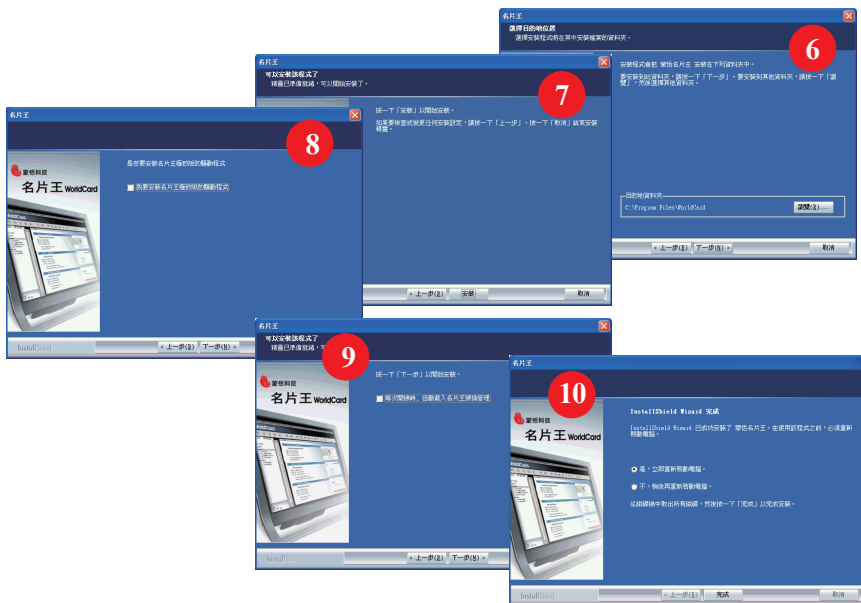 6
名片王
選擇目的地位置
選擇安裝程式將在其中安裝檔案的資料夾。
安裝程式會把 蒙恬名片王 安裝在下列資料夾中。
要安裝到此資料夾，請按一下「下一步」。要安裝到其他資料夾，請按一下「瀏
覽」，然後選擇其他資料夾。
目的地資料夾
C:\Program Files\WorldCard
瀏覽(R)...
< 上一步(B) 下一步(N) > 取消
7
名片王
可以安裝該程式了
精靈已準備就緒，可以開始安裝了。
按一下「安裝」以開始安裝。
如果要檢查或變更任何安裝設定，請按一下「上一步」。按一下「取消」結束安裝
精靈。
< 上一步(B) 安裝 取消
8
名片王
蒙恬科技
名片王 WorldCard
是否要安裝名片王極致版的驅動程式
我要安裝名片王極致版的驅動程式
InstallShield
< 上一步(B) 下一步(N) >
9
名片王
可以安裝該程式了
精靈已準備就緒，可
蒙恬科技
名片王 WorldCard
按一下「下一步」以開始安裝。
每次開機時，自動載入名片王掃描管理
InstallShield
< 上一步(B) 下一步(N) >
10
名片王
蒙恬科技
名片王 WorldCard
InstallShield Wizard 完成
InstallShield Wizard 已成功安裝了 蒙恬名片王。在使用該程式之前，必須重新
啟動電腦。
是，立即重新啟動電腦。
不，稍後再重新啟動電腦。
從磁碟機中取出所有磁碟，然後按一下「完成」以完成安裝。
InstallShield
< 上一步(B) 完成 取消